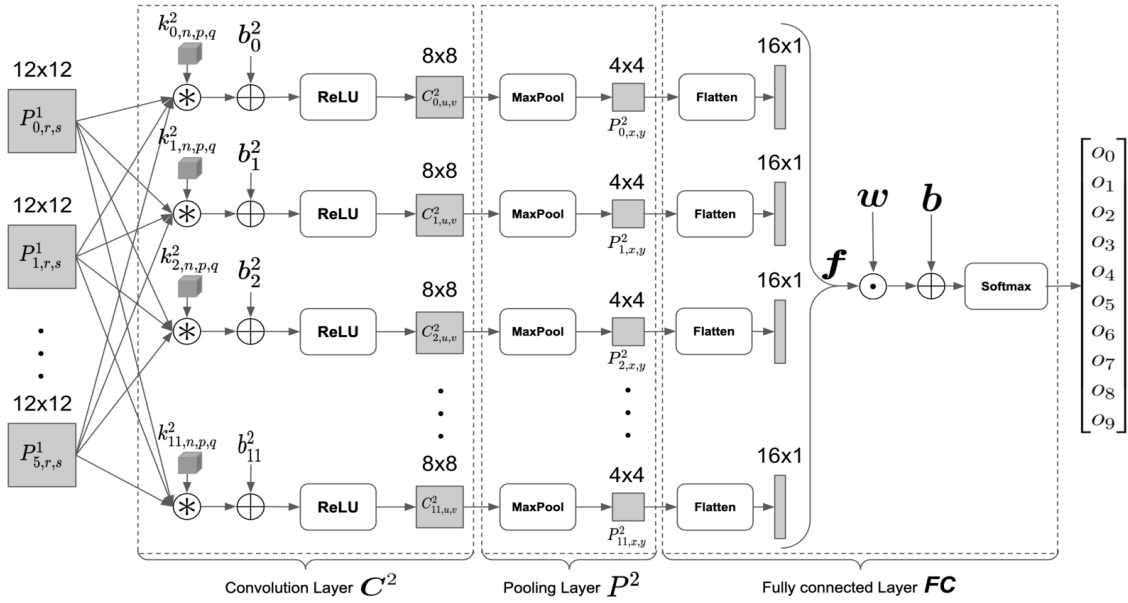 12x12
P^1_{0,r,s}
12x12
P^1_{1,r,s}
12x12
P^1_{5,r,s}
k^2_{0,n,p,q} b^2_0
ReLU
8x8
C^2_{0,u,v}
MaxPool
4x4
P^2_{0,x,y}
Flatten
16x1
k^2_{1,n,p,q} b^2_1
ReLU
8x8
C^2_{1,u,v}
MaxPool
4x4
P^2_{1,x,y}
Flatten
16x1
k^2_{2,n,p,q} b^2_2
ReLU
8x8
C^2_{2,u,v}
MaxPool
4x4
P^2_{2,x,y}
Flatten
16x1
k^2_{11,n,p,q} b^2_{11}
ReLU
8x8
C^2_{11,u,v}
MaxPool
4x4
P^2_{11,x,y}
Flatten
16x1
f
w
b
Softmax
o_0
o_1
o_2
o_3
o_4
o_5
o_6
o_7
o_8
o_9
Convolution Layer C^2
Pooling Layer P^2
Fully connected Layer FC